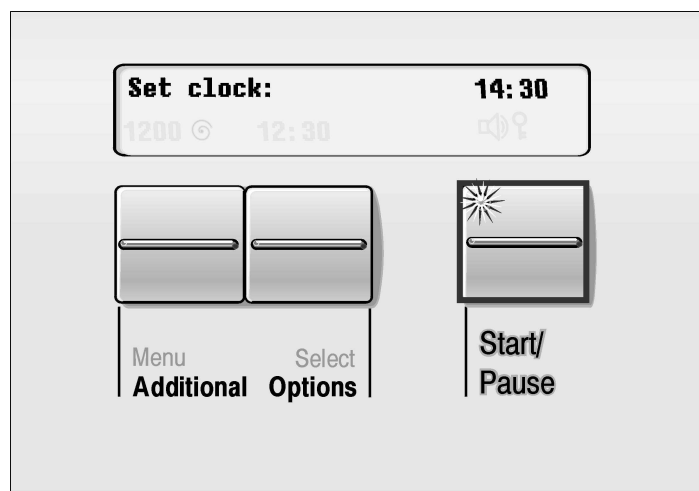 Set clock: 14:30
1200 12:30
Menu Select
Additional Options
Start/
Pause